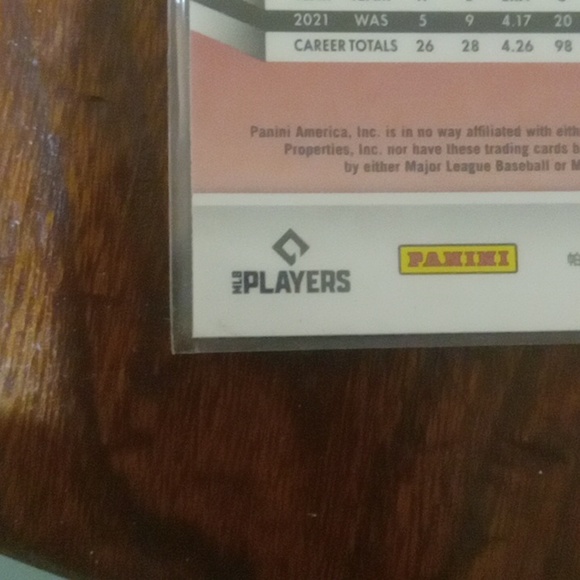 2021 WAS 5 9 4.17 20
CAREER TOTALS 26 28 4.26 98
Panini America, Inc. is in no way affiliated with eith
Properties, Inc. nor have these trading cards b
by either Major League Baseball or M
MLB PLAYERS
PANINI
帕